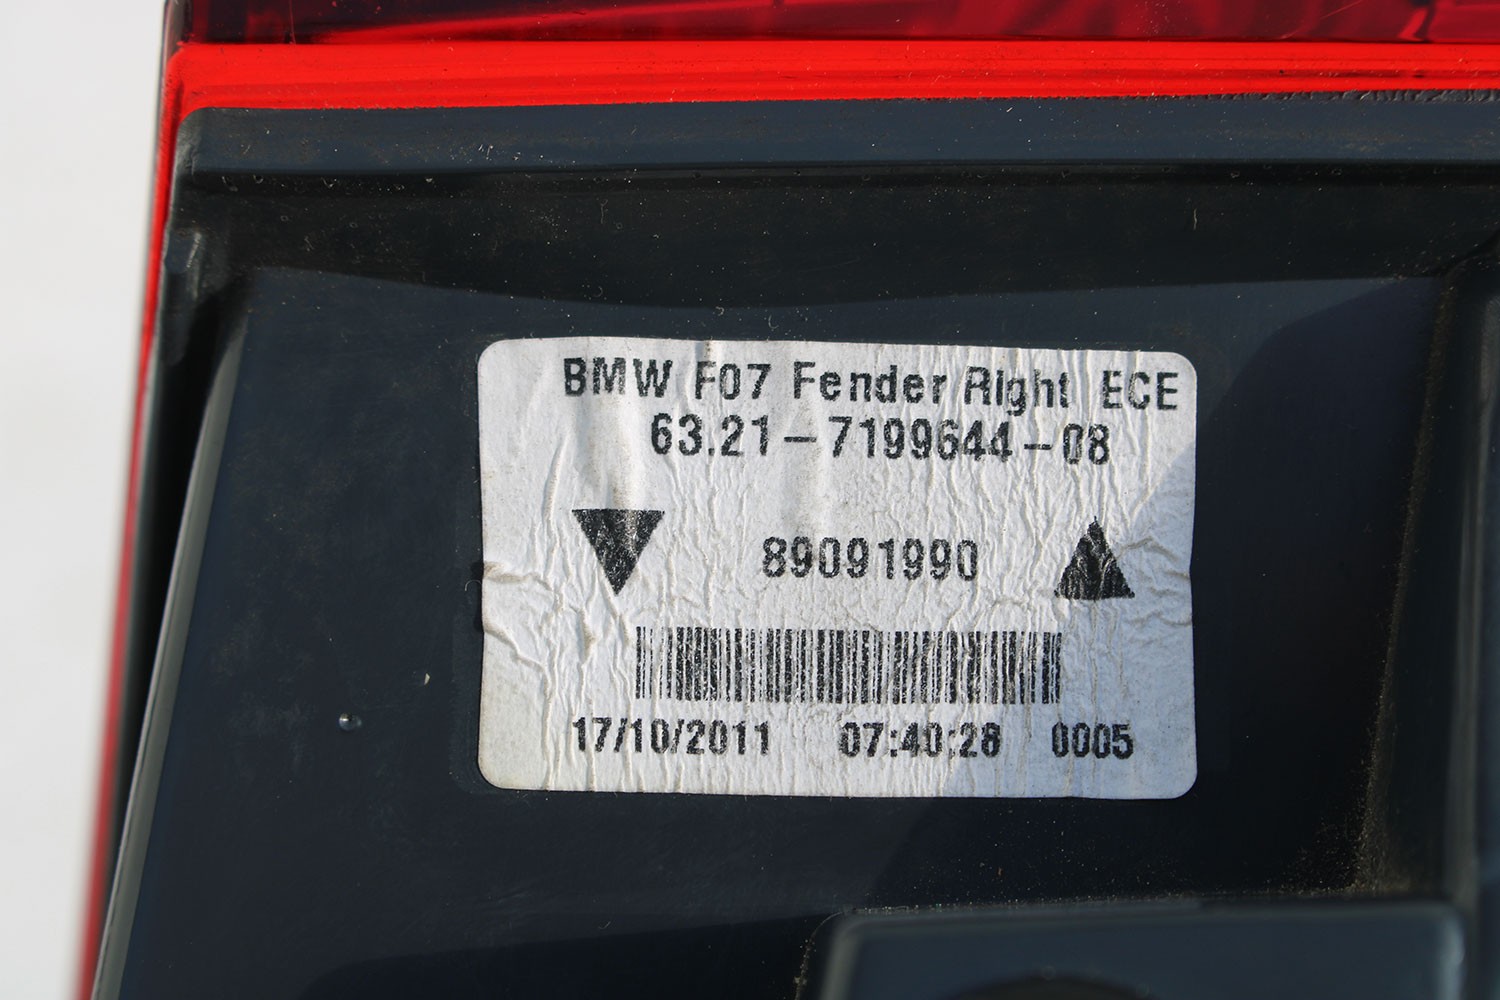 BMW F07 Fender Right ECE
63.21-7199644-08
89091990
17/10/2011 07:40:28 0005